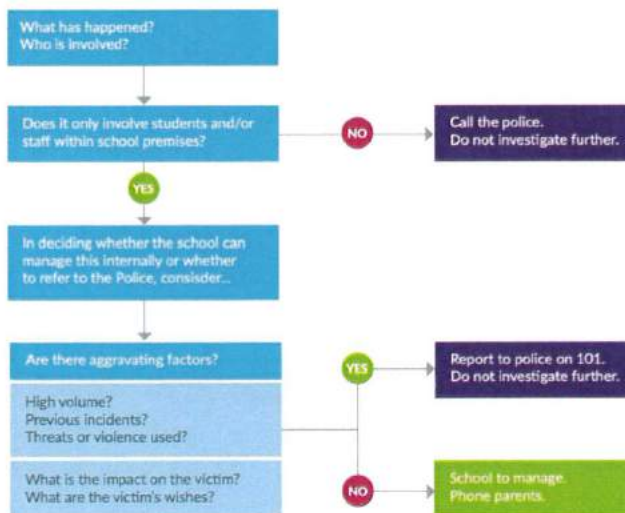 What has happened?
Who is involved?
Does it only involve students and/or
staff within school premises?
NO
Call the police.
Do not investigate further.
YES
In deciding whether the school can
manage this internally or whether
to refer to the Police, consisder...
Are there aggravating factors?
High volume?
Previous incidents?
Threats or violence used?
What is the impact on the victim?
What are the victim's wishes?
YES
Report to police on 101.
Do not investigate further.
NO
School to manage.
Phone parents.